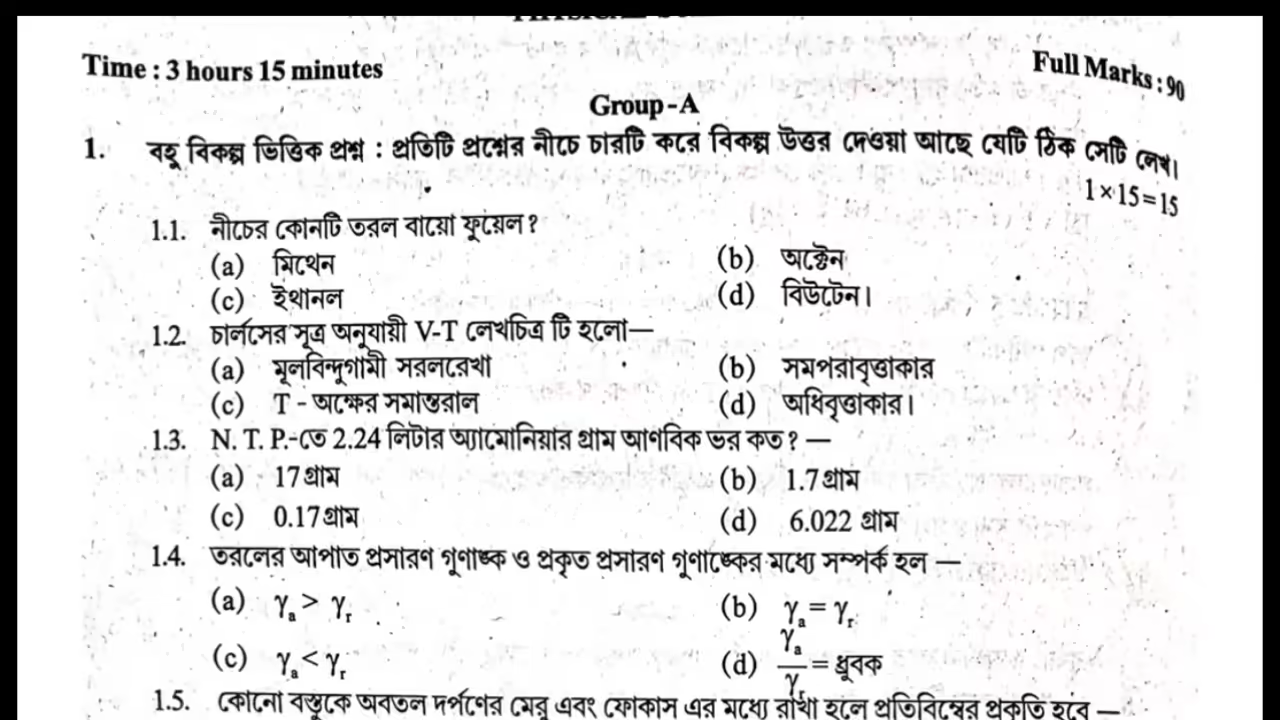 Time : 3 hours 15 minutes
Full Marks : 90
Group-A
1. বহু বিকল্প ভিত্তিক প্রশ্ন : প্রতিটি প্রশ্নের নীচে চারটি করে বিকল্প উত্তর দেওয়া আছে যেটি ঠিক সেটি লেখ।
1×15=15
1.1. নীচের কোনটি তরল বায়ো ফুয়েল?
(a) মিথেন (b) অক্টেন
(c) ইথানল (d) বিউটেন।
1.2. চার্লসের সূত্র অনুযায়ী V-T লেখচিত্র টি হলো—
(a) মূলবিন্দুগামী সরলরেখা (b) সমপরাবৃত্তাকার
(c) T - অক্ষের সমান্তরাল (d) অধিবৃত্তাকার।
1.3. N. T. P.-তে 2.24 লিটার অ্যামোনিয়ার গ্রাম আণবিক ভর কত? —
(a) 17গ্রাম (b) 1.7গ্রাম
(c) 0.17গ্রাম (d) 6.022 গ্রাম
1.4. তরলের আপাত প্রসারণ গুণাঙ্ক ও প্রকৃত প্রসারণ গুণাঙ্কের মধ্যে সম্পর্ক হল —
(a) γₐ > γᵣ (b) γₐ = γᵣ
(c) γₐ < γᵣ (d) γₐ/γᵣ = ধ্রুবক
1.5. কোনো বস্তুকে অবতল দর্পণের মেরু এবং ফোকাস এর মধ্যে রাখা হলে প্রতিবিম্বের প্রকৃতি হবে —